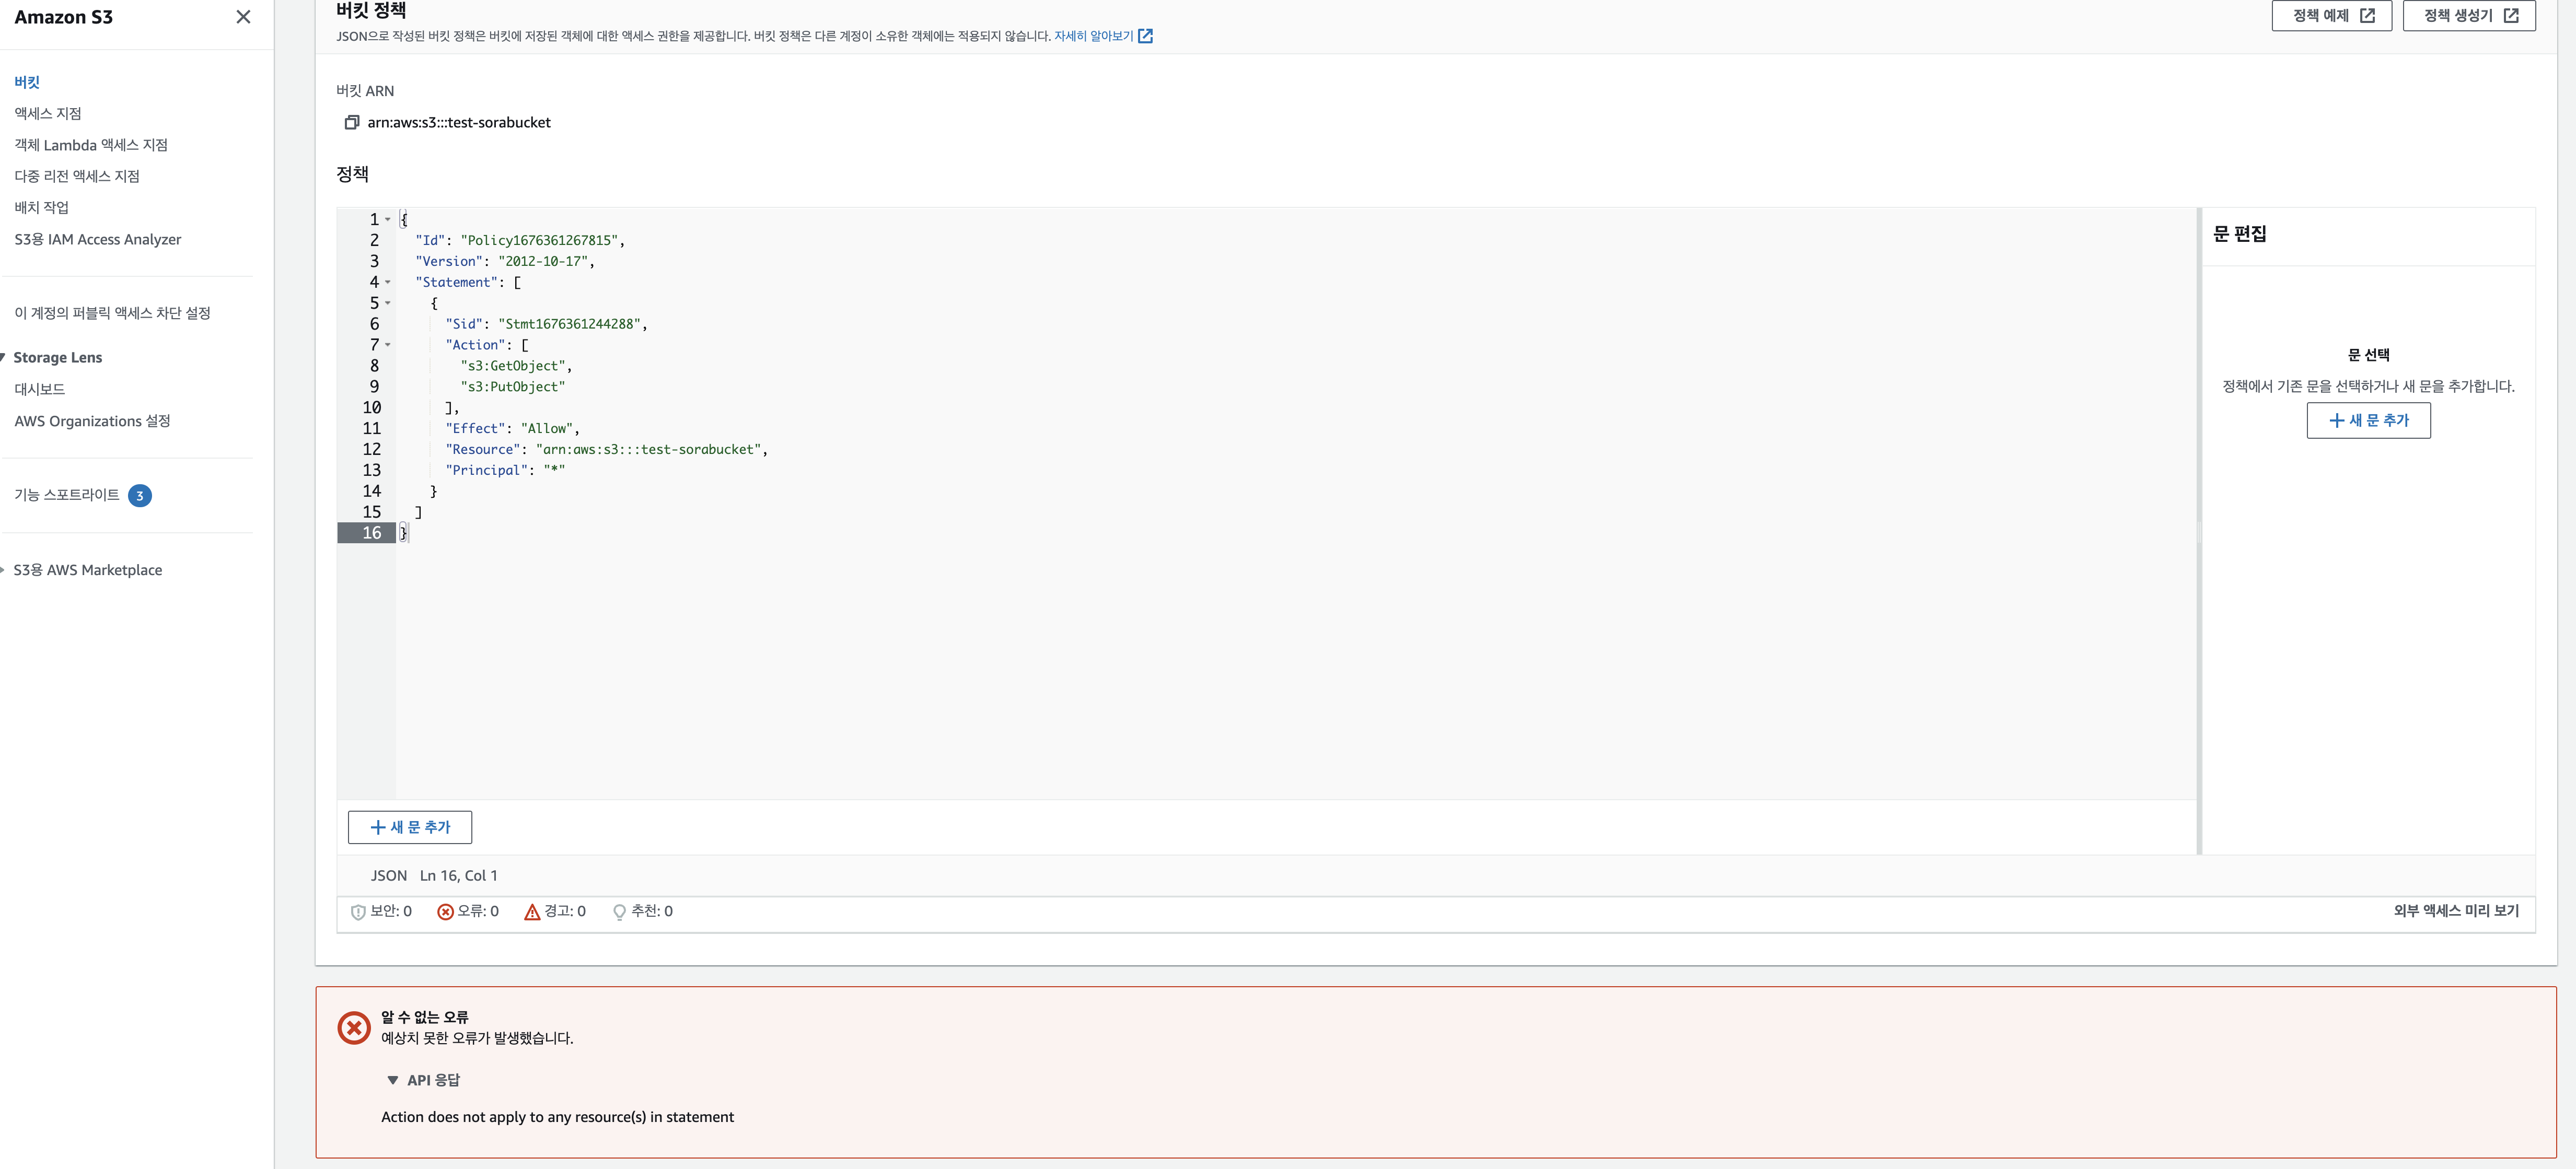 Amazon S3
버킷
액세스 지점
객체 Lambda 액세스 지점
다중 리전 액세스 지점
배치 작업
S3용 IAM Access Analyzer
이 계정의 퍼블릭 액세스 차단 설정
Storage Lens
대시보드
AWS Organizations 설정
기능 스포트라이트 3
S3용 AWS Marketplace
버킷 정책
정책 예제
정책 생성기
JSON으로 작성된 버킷 정책은 버킷에 저장된 객체에 대한 액세스 권한을 제공합니다. 버킷 정책은 다른 계정이 소유한 객체에는 적용되지 않습니다. 자세히 알아보기
버킷 ARN
arn:aws:s3:::test-sorabucket
정책
1 {
2 "Id": "Policy1676361267815",
3 "Version": "2012-10-17",
4 "Statement": [
5 {
6 "Sid": "Stmt1676361244288",
7 "Action": [
8 "s3:GetObject",
9 "s3:PutObject"
10 ],
11 "Effect": "Allow",
12 "Resource": "arn:aws:s3:::test-sorabucket",
13 "Principal": "*"
14 }
15 ]
16 }
문 편집
문 선택
정책에서 기존 문을 선택하거나 새 문을 추가합니다.
+ 새 문 추가
+ 새 문 추가
JSON Ln 16, Col 1
보안: 0 오류: 0 경고: 0 추천: 0
외부 액세스 미리 보기
알 수 없는 오류
예상치 못한 오류가 발생했습니다.
API 응답
Action does not apply to any resource(s) in statement